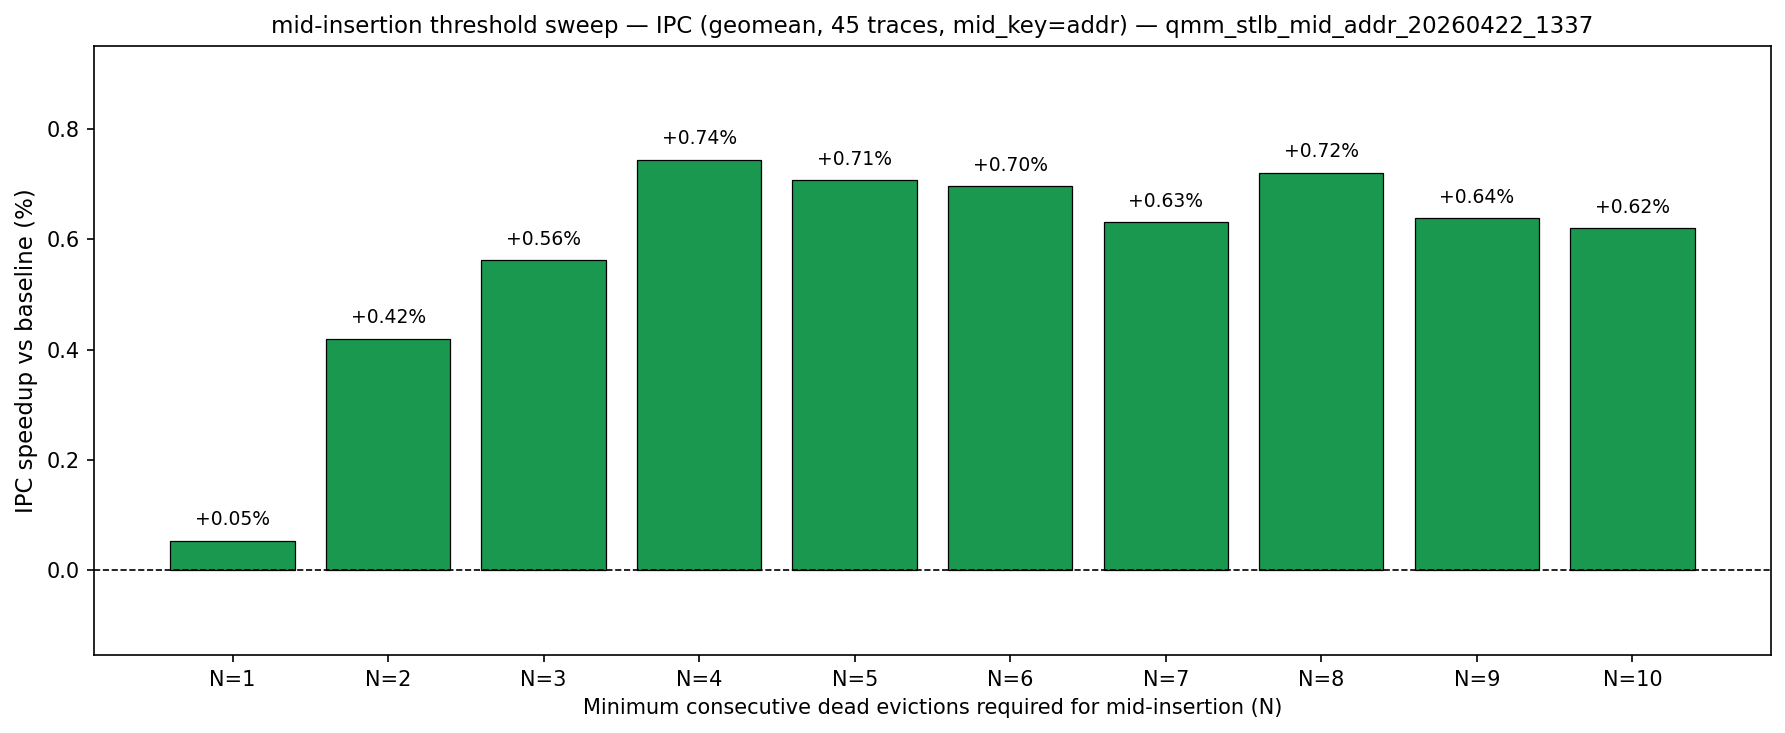 mid-insertion threshold sweep — IPC (geomean, 45 traces, mid_key=addr) — qmm_stlb_mid_addr_20260422_1337
IPC speedup vs baseline (%)
0.8
0.6
0.4
0.2
0.0
+0.05%
+0.42%
+0.56%
+0.74%
+0.71%
+0.70%
+0.63%
+0.72%
+0.64%
+0.62%
N=1
N=2
N=3
N=4
N=5
N=6
N=7
N=8
N=9
N=10
Minimum consecutive dead evictions required for mid-insertion (N)